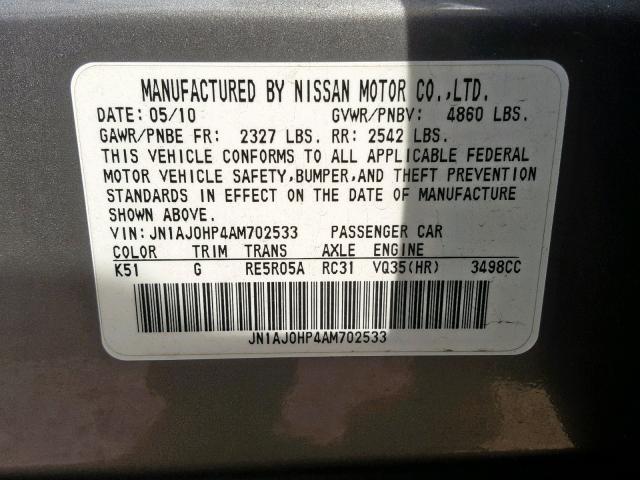 MANUFACTURED BY NISSAN MOTOR CO.,LTD.
DATE: 05/10 GVWR/PNBV: 4860 LBS.
GAWR/PNBE FR: 2327 LBS. RR: 2542 LBS.
THIS VEHICLE CONFORMS TO ALL APPLICABLE FEDERAL
MOTOR VEHICLE SAFETY,BUMPER,AND THEFT PREVENTION
STANDARDS IN EFFECT ON THE DATE OF MANUFACTURE
SHOWN ABOVE.
VIN:JN1AJ0HP4AM702533 PASSENGER CAR
COLOR TRIM TRANS AXLE ENGINE
K51 G RE5R05A RC31 VQ35(HR) 3498CC
JN1AJ0HP4AM702533